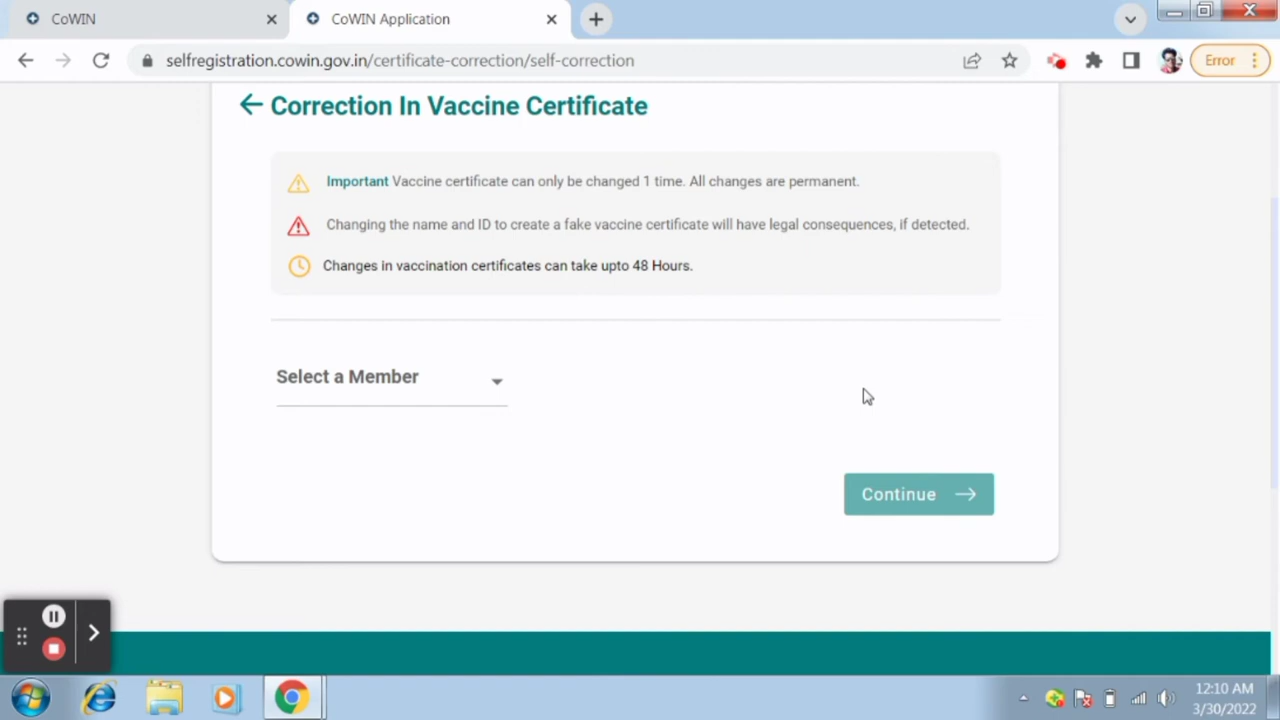 CoWIN
CoWIN Application
selfregistration.cowin.gov.in/certificate-correction/self-correction
Error
Correction In Vaccine Certificate
Important Vaccine certificate can only be changed 1 time. All changes are permanent.
Changing the name and ID to create a fake vaccine certificate will have legal consequences, if detected.
Changes in vaccination certificates can take upto 48 Hours.
Select a Member
Continue
12:10 AM
3/30/2022